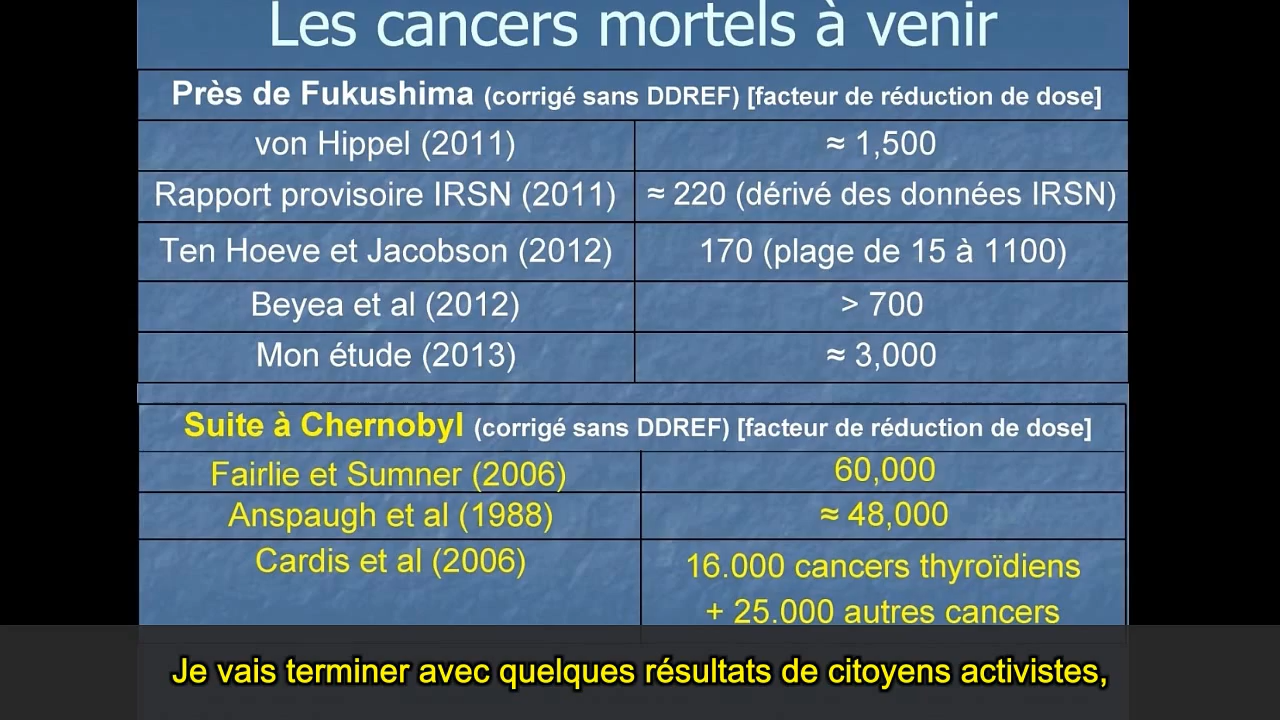 Les cancers mortels à venir
Près de Fukushima (corrigé sans DDREF) [facteur de réduction de dose]
von Hippel (2011) ≈ 1,500
Rapport provisoire IRSN (2011) ≈ 220 (dérivé des données IRSN)
Ten Hoeve et Jacobson (2012) 170 (plage de 15 à 1100)
Beyea et al (2012) > 700
Mon étude (2013) ≈ 3,000
Suite à Chernobyl (corrigé sans DDREF) [facteur de réduction de dose]
Fairlie et Sumner (2006) 60,000
Anspaugh et al (1988) ≈ 48,000
Cardis et al (2006) 16.000 cancers thyroïdiens
+ 25.000 autres cancers
Je vais terminer avec quelques résultats de citoyens activistes,